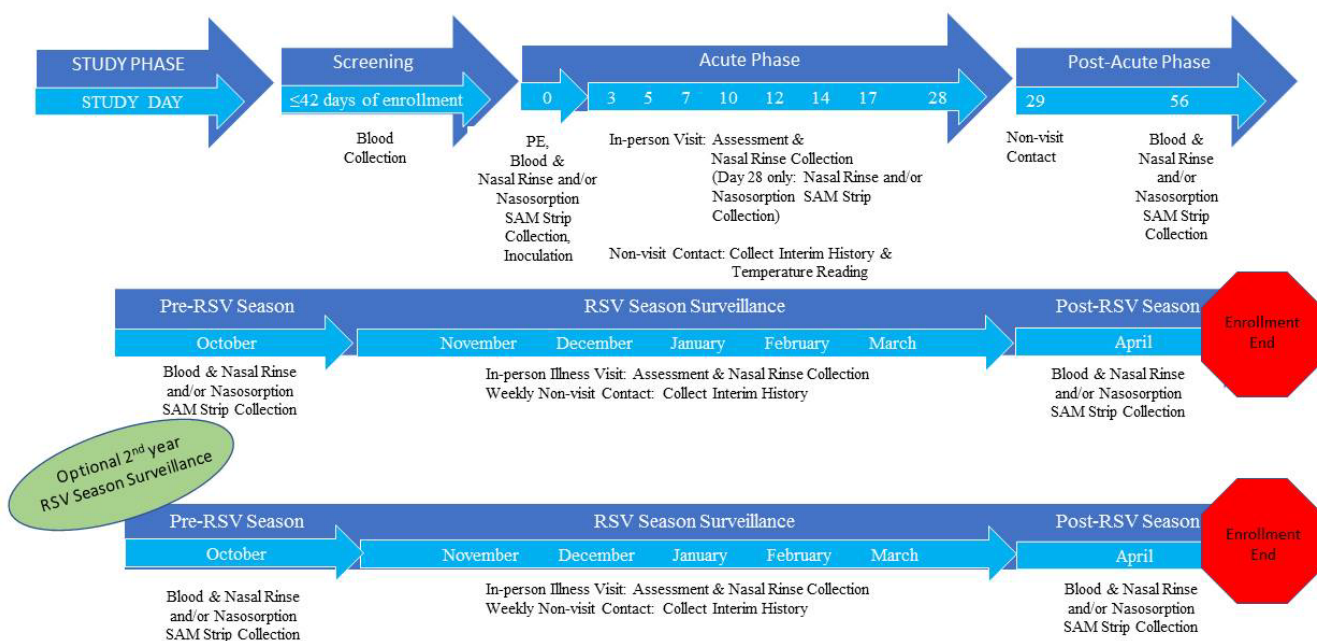 STUDY PHASE
STUDY DAY
Screening
≤42 days of enrollment
Blood
Collection
Acute Phase
0 3 5 7 10 12 14 17 28
PE,
Blood &
Nasal Rinse and/or
Nasosorption
SAM Strip
Collection,
Inoculation
In-person Visit: Assessment &
Nasal Rinse Collection
(Day 28 only: Nasal Rinse and/or
Nasosorption SAM Strip
Collection)
Non-visit Contact: Collect Interim History &
Temperature Reading
Post-Acute Phase
29 56
Non-visit
Contact
Blood &
Nasal Rinse
and/or
Nasosorption
SAM Strip
Collection
Pre-RSV Season
October
Blood & Nasal Rinse
and/or Nasosorption
SAM Strip Collection
RSV Season Surveillance
November December January February March
In-person Illness Visit: Assessment & Nasal Rinse Collection
Weekly Non-visit Contact: Collect Interim History
Post-RSV Season
April
Blood & Nasal Rinse
and/or Nasosorption
SAM Strip Collection
Enrollment
End
Optional 2nd year
RSV Season Surveillance
Pre-RSV Season
October
Blood & Nasal Rinse
and/or Nasosorption
SAM Strip Collection
RSV Season Surveillance
November December January February March
In-person Illness Visit: Assessment & Nasal Rinse Collection
Weekly Non-visit Contact: Collect Interim History
Post-RSV Season
April
Blood & Nasal Rinse
and/or Nasosorption
SAM Strip Collection
Enrollment
End